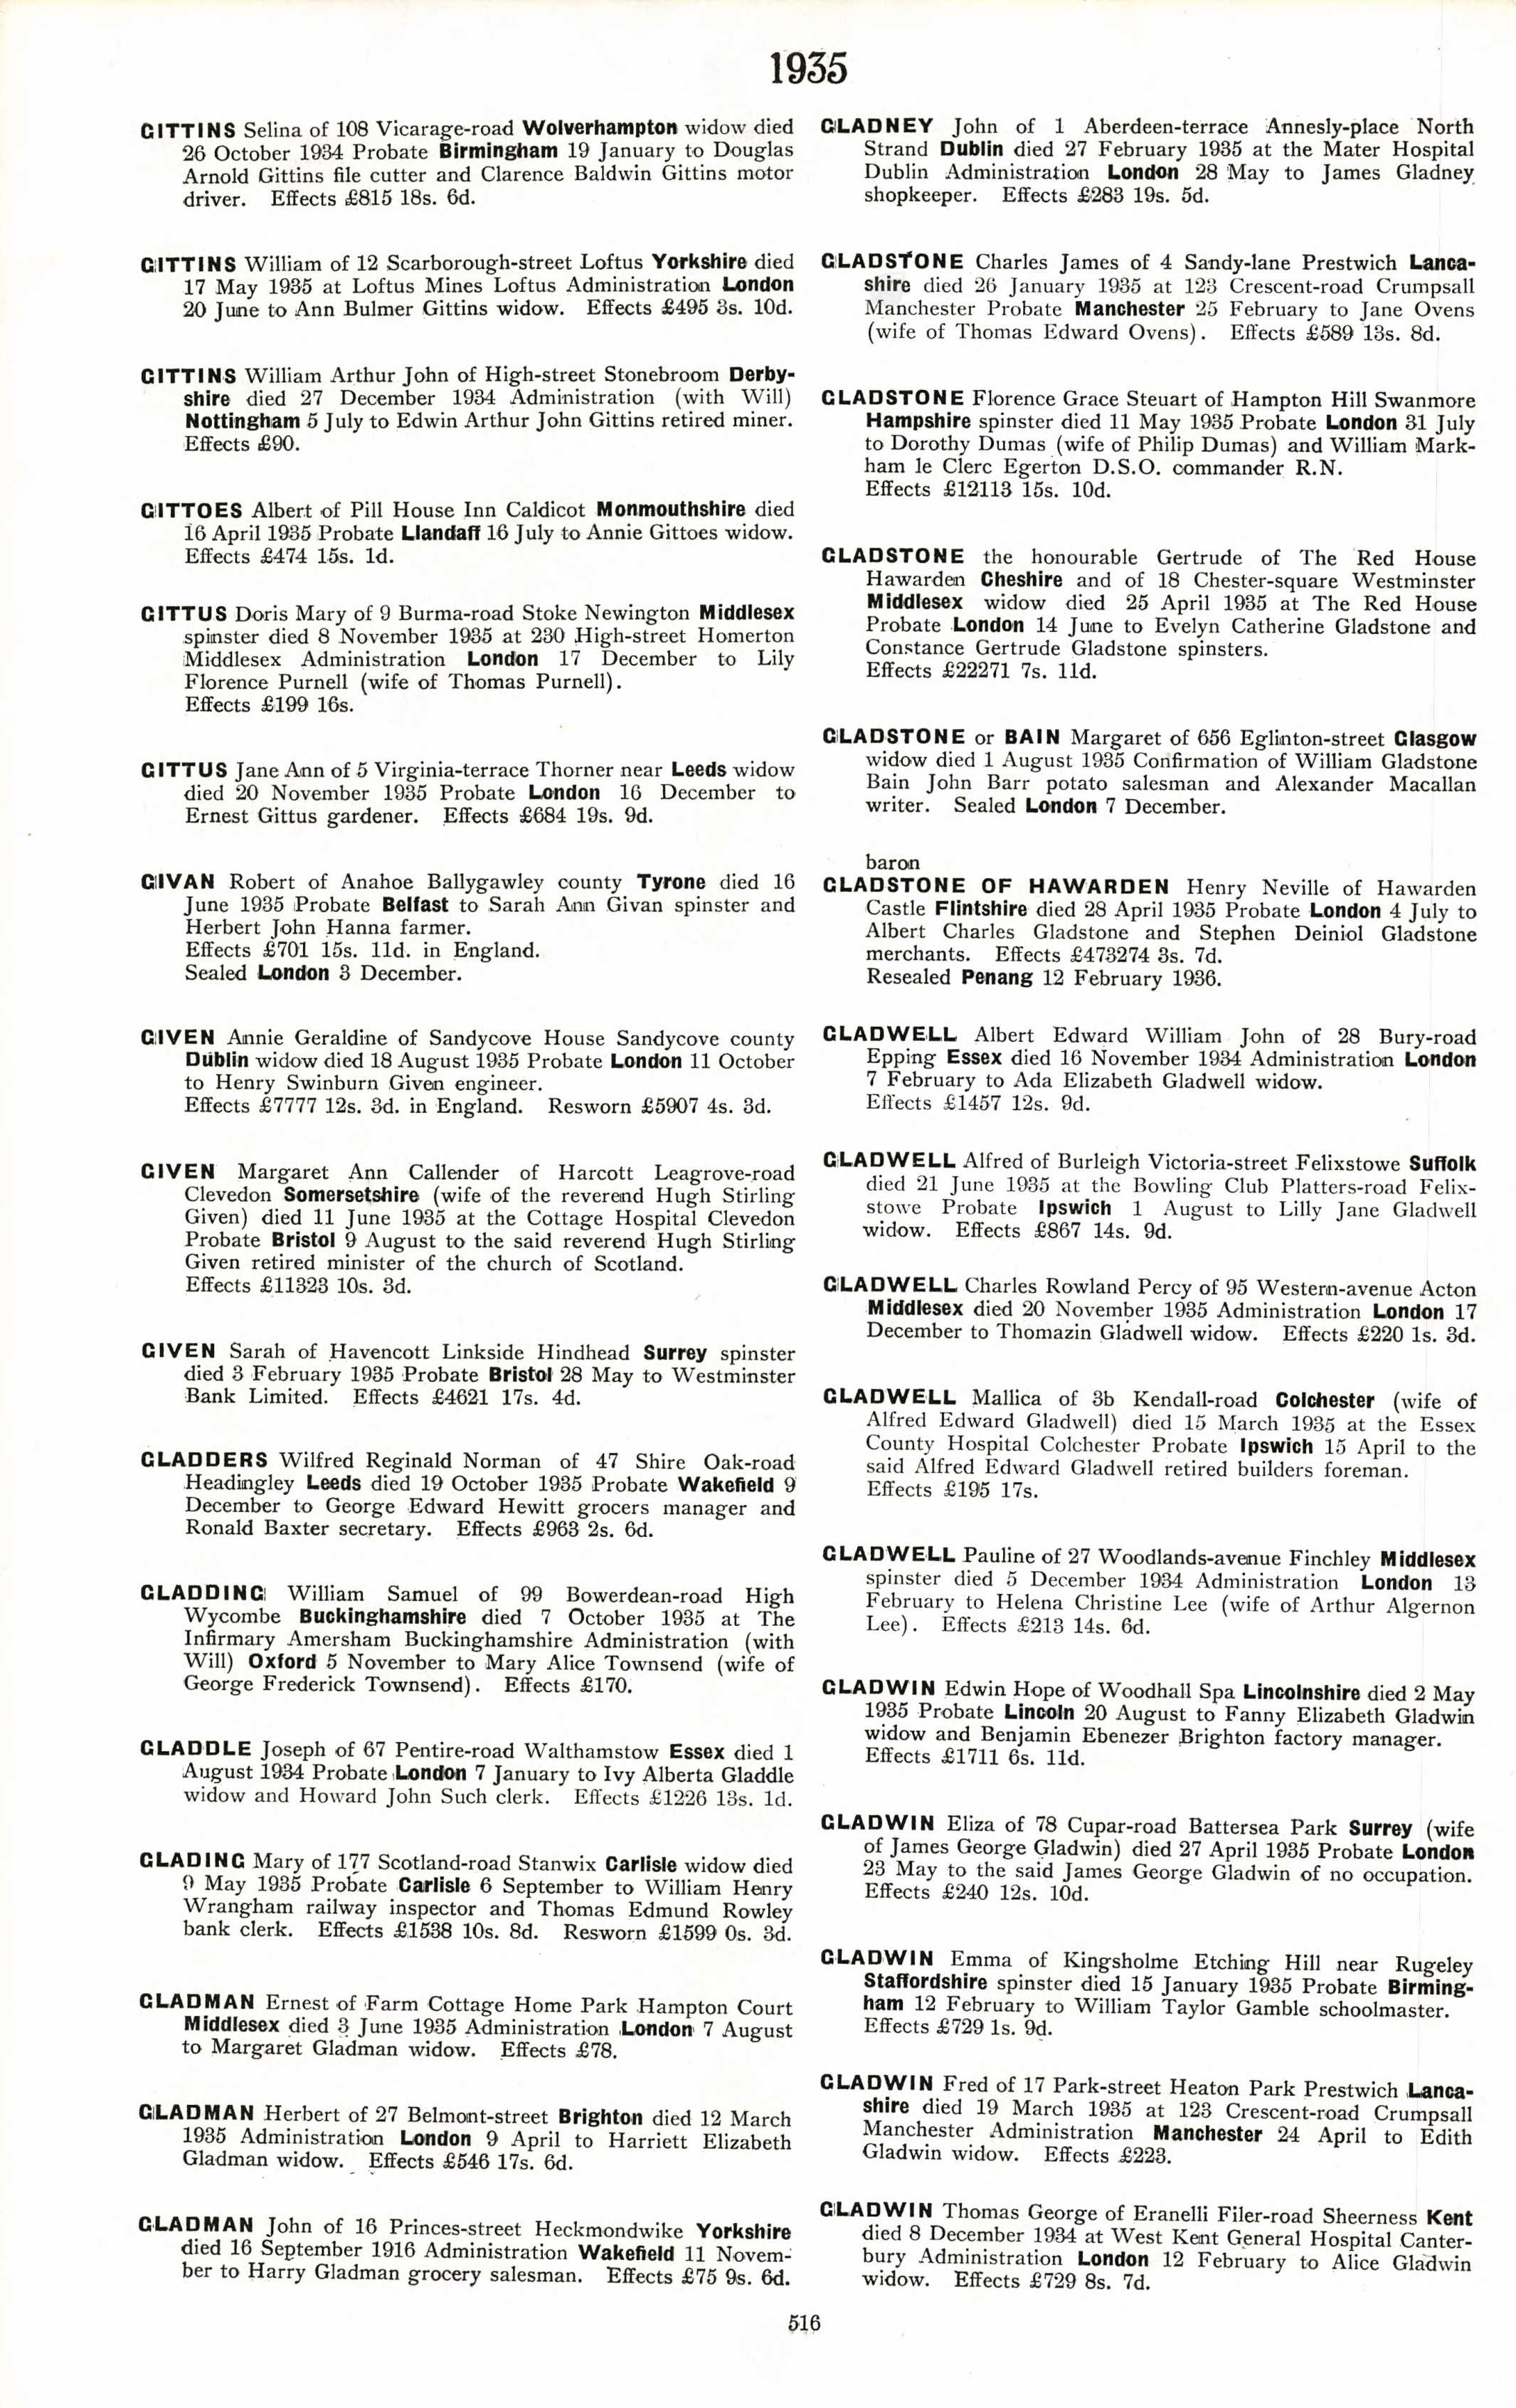 1935
GITTINS Selina of 108 Vicarage-road Wolverhampton widow died
26 October 1934 Probate Birmingham 19 January to Douglas
Arnold Gittins file cutter and Clarence Baldwin Gittins motor
driver. Effects £815 18s. 6d.
GITTINS William of 12 Scarborough-street Loftus Yorkshire died
17 May 1935 at Loftus Mines Loftus Administration London
20 June to Ann Bulmer Gittins widow. Effects £495 3s. 10d.
GITTINS William Arthur John of High-street Stonebroom Derby-
shire died 27 December 1934 Administration (with Will)
Nottingham 5 July to Edwin Arthur John Gittins retired miner.
Effects £90.
GITTOES Albert of Pill House Inn Caldicot Monmouthshire died
16 April 1935 Probate Llandaff 16 July to Annie Gittoes widow.
Effects £474 15s. 1d.
GITTUS Doris Mary of 9 Burma-road Stoke Newington Middlesex
spinster died 8 November 1935 at 230 High-street Homerton
Middlesex Administration London 17 December to Lily
Florence Purnell (wife of Thomas Purnell).
Effects £199 16s.
GITTUS Jane Ann of 5 Virginia-terrace Thorner near Leeds widow
died 20 November 1935 Probate London 16 December to
Ernest Gittus gardener. Effects £684 19s. 9d.
GIVAN Robert of Anahoe Ballygawley county Tyrone died 16
June 1935 Probate Belfast to Sarah Ann Givan spinster and
Herbert John Hanna farmer.
Effects £701 15s. 11d. in England.
Sealed London 3 December.
GIVEN Annie Geraldine of Sandycove House Sandycove county
Dublin widow died 18 August 1935 Probate London 11 October
to Henry Swinburn Given engineer.
Effects £7777 12s. 3d. in England. Resworn £5907 4s. 3d.
GIVEN Margaret Ann Callender of Harcott Leagrove-road
Clevedon Somersetshire (wife of the reverend Hugh Stirling
Given) died 11 June 1935 at the Cottage Hospital Clevedon
Probate Bristol 9 August to the said reverend Hugh Stirling
Given retired minister of the church of Scotland.
Effects £11323 10s. 3d.
GIVEN Sarah of Havencott Linkside Hindhead Surrey spinster
died 3 February 1935 Probate Bristol 28 May to Westminster
Bank Limited. Effects £4621 17s. 4d.
GLADDERS Wilfred Reginald Norman of 47 Shire Oak-road
Headingley Leeds died 19 October 1935 Probate Wakefield 9
December to George Edward Hewitt grocers manager and
Ronald Baxter secretary. Effects £963 2s. 6d.
GLADDING William Samuel of 99 Bowerdean-road High
Wycombe Buckinghamshire died 7 October 1935 at The
Infirmary Amersham Buckinghamshire Administration (with
Will) Oxford 5 November to Mary Alice Townsend (wife of
George Frederick Townsend). Effects £170.
GLADDLE Joseph of 67 Pentire-road Walthamstow Essex died 1
August 1934 Probate London 7 January to Ivy Alberta Gladdle
widow and Howard John Such clerk. Effects £1226 13s. 1d.
GLADING Mary of 177 Scotland-road Stanwix Carlisle widow died
9 May 1935 Probate Carlisle 6 September to William Henry
Wrangham railway inspector and Thomas Edmund Rowley
bank clerk. Effects £1538 10s. 8d. Resworn £1599 0s. 3d.
GLADMAN Ernest of Farm Cottage Home Park Hampton Court
Middlesex died 3 June 1935 Administration London 7 August
to Margaret Gladman widow. Effects £78.
GLADMAN Herbert of 27 Belmont-street Brighton died 12 March
1935 Administration London 9 April to Harriett Elizabeth
Gladman widow. Effects £546 17s. 6d.
GLADMAN John of 16 Princes-street Heckmondwike Yorkshire
died 16 September 1916 Administration Wakefield 11 Novem-
ber to Harry Gladman grocery salesman. Effects £75 9s. 6d.
GLADNEY John of 1 Aberdeen-terrace Annesly-place North
Strand Dublin died 27 February 1935 at the Mater Hospital
Dublin Administration London 28 May to James Gladney
shopkeeper. Effects £283 19s. 5d.
GLADSTONE Charles James of 4 Sandy-lane Prestwich Lanca-
shire died 26 January 1935 at 123 Crescent-road Crumpsall
Manchester Probate Manchester 25 February to Jane Ovens
(wife of Thomas Edward Ovens). Effects £589 13s. 8d.
GLADSTONE Florence Grace Steuart of Hampton Hill Swanmore
Hampshire spinster died 11 May 1935 Probate London 31 July
to Dorothy Dumas (wife of Philip Dumas) and William Mark-
ham le Clerc Egerton D.S.O. commander R.N.
Effects £12113 15s. 10d.
GLADSTONE the honourable Gertrude of The Red House
Hawarden Cheshire and of 18 Chester-square Westminster
Middlesex widow died 25 April 1935 at The Red House
Probate London 14 June to Evelyn Catherine Gladstone and
Constance Gertrude Gladstone spinsters.
Effects £22271 7s. 11d.
GLADSTONE or BAIN Margaret of 656 Eglinton-street Glasgow
widow died 1 August 1935 Confirmation of William Gladstone
Bain John Barr potato salesman and Alexander Macallan
writer. Sealed London 7 December.
baron
GLADSTONE OF HAWARDEN Henry Neville of Hawarden
Castle Flintshire died 28 April 1935 Probate London 4 July to
Albert Charles Gladstone and Stephen Deiniol Gladstone
merchants. Effects £473274 3s. 7d.
Resealed Penang 12 February 1936.
GLADWELL Albert Edward William John of 28 Bury-road
Epping Essex died 16 November 1934 Administration London
7 February to Ada Elizabeth Gladwell widow.
Effects £1457 12s. 9d.
GLADWELL Alfred of Burleigh Victoria-street Felixstowe Suffolk
died 21 June 1935 at the Bowling Club Platters-road Felix-
stowe Probate Ipswich 1 August to Lilly Jane Gladwell
widow. Effects £867 14s. 9d.
GLADWELL Charles Rowland Percy of 95 Western-avenue Acton
Middlesex died 20 November 1935 Administration London 17
December to Thomazin Gladwell widow. Effects £220 1s. 3d.
GLADWELL Mallica of 3b Kendall-road Colchester (wife of
Alfred Edward Gladwell) died 15 March 1935 at the Essex
County Hospital Colchester Probate Ipswich 15 April to the
said Alfred Edward Gladwell retired builders foreman.
Effects £195 17s.
GLADWELL Pauline of 27 Woodlands-avenue Finchley Middlesex
spinster died 5 December 1934 Administration London 13
February to Helena Christine Lee (wife of Arthur Algernon
Lee). Effects £213 14s. 6d.
GLADWIN Edwin Hope of Woodhall Spa Lincolnshire died 2 May
1935 Probate Lincoln 20 August to Fanny Elizabeth Gladwin
widow and Benjamin Ebenezer Brighton factory manager.
Effects £1711 6s. 11d.
GLADWIN Eliza of 78 Cupar-road Battersea Park Surrey (wife
of James George Gladwin) died 27 April 1935 Probate London
23 May to the said James George Gladwin of no occupation.
Effects £240 12s. 10d.
GLADWIN Emma of Kingsholme Etching Hill near Rugeley
Staffordshire spinster died 15 January 1935 Probate Birming-
ham 12 February to William Taylor Gamble schoolmaster.
Effects £729 1s. 9d.
GLADWIN Fred of 17 Park-street Heaton Park Prestwich Lanca-
shire died 19 March 1935 at 123 Crescent-road Crumpsall
Manchester Administration Manchester 24 April to Edith
Gladwin widow. Effects £223.
GLADWIN Thomas George of Eranelli Filer-road Sheerness Kent
died 8 December 1934 at West Kent General Hospital Canter-
bury Administration London 12 February to Alice Gladwin
widow. Effects £729 8s. 7d.
516